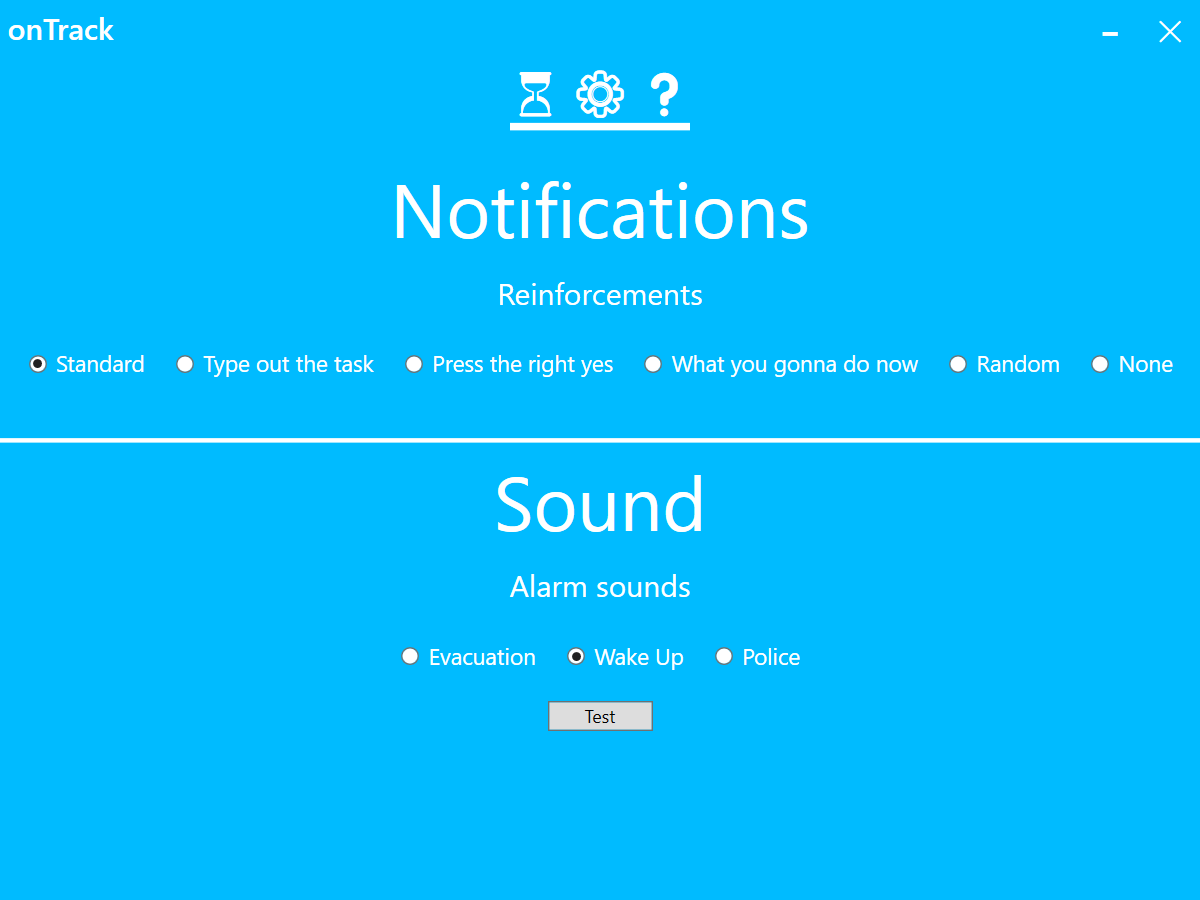 onTrack
Notifications
Reinforcements
Standard Type out the task Press the right yes What you gonna do now Random None
Sound
Alarm sounds
Evacuation Wake Up Police
Test